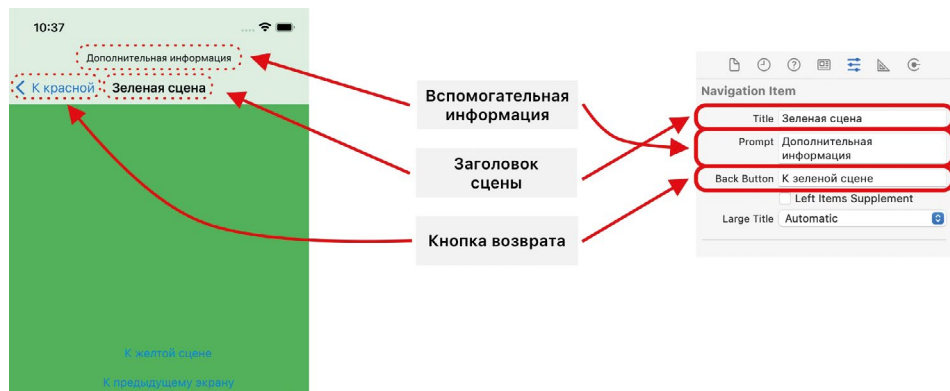 10:37
Дополнительная информация
К красной
Зеленая сцена
К желтой сцене
К предыдущему экрану
Вспомогательная
информация
Заголовок
сцены
Кнопка возврата
Navigation Item
Title Зеленая сцена
Prompt Дополнительная
информация
Back Button К зеленой сцене
Left Items Supplement
Large Title Automatic